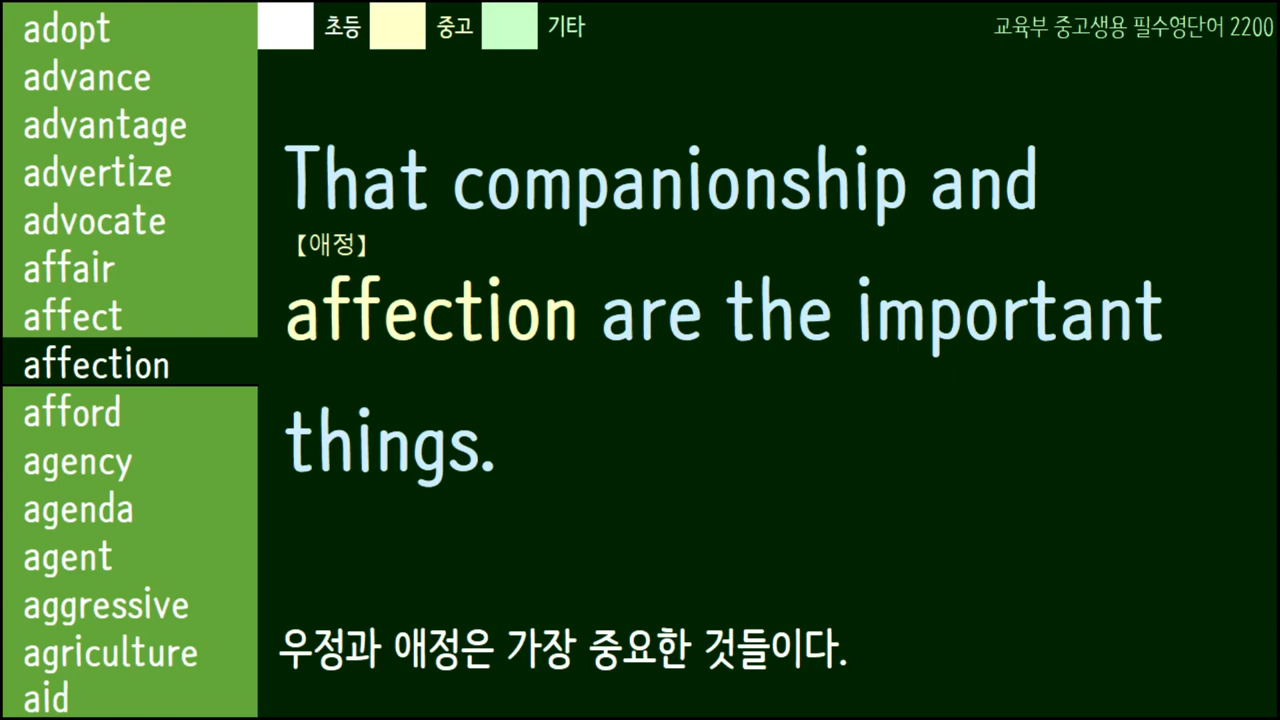 adopt
advance
advantage
advertize
advocate
affair
affect
affection
afford
agency
agenda
agent
aggressive
agriculture
aid
초등 중고 기타
교육부 중고생용 필수영단어 2200
That companionship and
【애정】
affection are the important
things.
우정과 애정은 가장 중요한 것들이다.